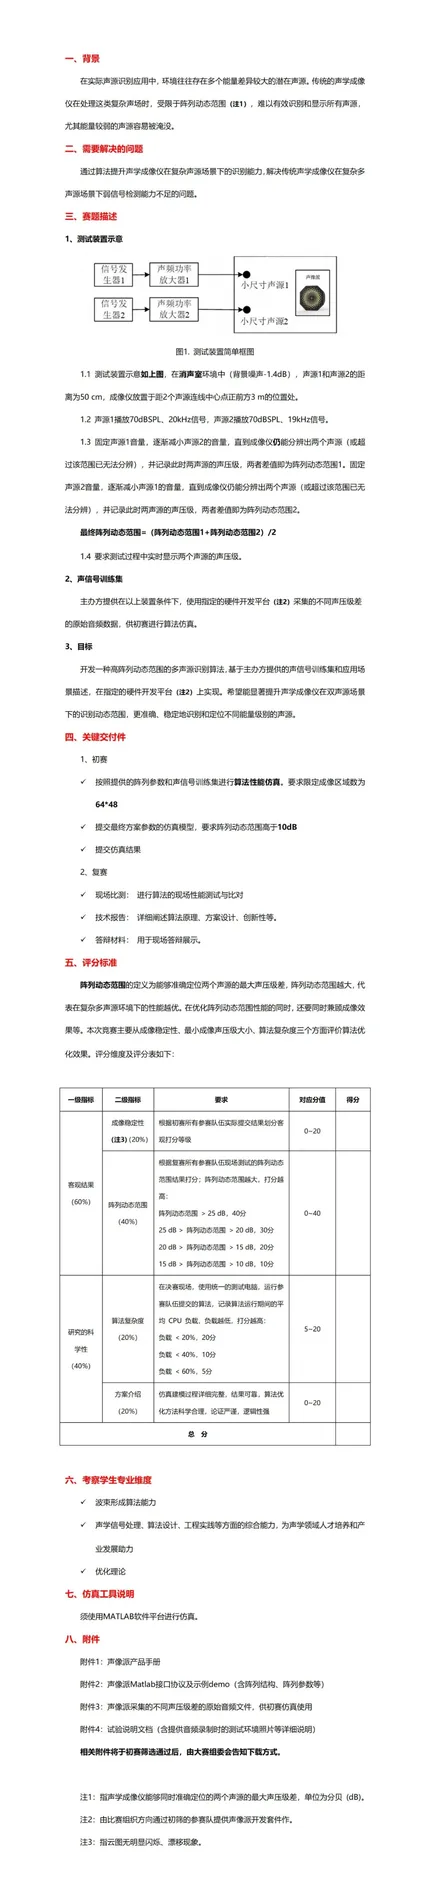 一、背景
在实际声源识别应用中，环境往往存在多个能量差异较大的潜在声源。传统的声学成像
仪在处理这类复杂声场时，受限于阵列动态范围（注1），难以有效识别和显示所有声源，
尤其能量较弱的声源容易被淹没。
二、需要解决的问题
通过算法提升声学成像仪在复杂声源场景下的识别能力，解决传统声学成像仪在复杂多
声源场景下弱信号检测能力不足的问题。
三、赛题描述
1、测试装置示意
信号发
生器1
声频功率
放大器1
小尺寸声源1
声像派
信号发
生器2
声频功率
放大器2
小尺寸声源2
图1. 测试装置简单框图
1.1 测试装置示意如上图，在消声室环境中（背景噪声-1.4dB），声源1和声源2的距
离为50 cm，成像仪放置于距2个声源连线中心点正前方3 m的位置处。
1.2 声源1播放70dBSPL、20kHz信号，声源2播放70dBSPL、19kHz信号。
1.3 固定声源1音量，逐渐减小声源2的音量，直到成像仪仍能分辨出两个声源（或超
过该范围已无法分辨），并记录此时两声源的声压级，两者差值即为阵列动态范围1。固定
声源2音量，逐渐减小声源1的音量，直到成像仪仍能分辨出两个声源（或超过该范围已无
法分辨），并记录此时两声源的声压级，两者差值即为阵列动态范围2。
最终阵列动态范围=（阵列动态范围1+阵列动态范围2）/2
1.4 要求测试过程中实时显示两个声源的声压级。
2、声信号训练集
主办方提供在以上装置条件下，使用指定的硬件开发平台（注2）采集的不同声压级差
的原始音频数据，供初赛进行算法仿真。
3、目标
开发一种高阵列动态范围的多声源识别算法，基于主办方提供的声信号训练集和应用场
景描述，在指定的硬件开发平台（注2）上实现。希望能显著提升声学成像仪在双声源场景
下的识别动态范围，更准确、稳定地识别和定位不同能量级别的声源。
四、关键交付件
1、初赛
✓ 按照提供的阵列参数和声信号训练集进行算法性能仿真，要求限定成像区域数为
64*48
✓ 提交最终方案参数的仿真模型，要求阵列动态范围高于10dB
✓ 提交仿真结果
2、复赛
✓ 现场比测： 进行算法的现场性能测试与比对
✓ 技术报告： 详细阐述算法原理、方案设计、创新性等。
✓ 答辩材料： 用于现场答辩展示。
五、评分标准
阵列动态范围的定义为能够准确定位两个声源的最大声压级差，阵列动态范围越大，代
表在复杂多声源环境下的性能越优。在优化阵列动态范围性能的同时，还要同时兼顾成像效
果等。本次竞赛主要从成像稳定性、最小成像声压级大小、算法复杂度三个方面评价算法优
化效果。评分维度及评分表如下：
一级指标 二级指标 要求 对应分值 得分
客观结果
（60%）
成像稳定性
（注3）（20%）
根据初赛所有参赛队伍实际提交结果划分客
观打分等级
0~20
阵列动态范围
（40%）
根据复赛所有参赛队伍现场测试的阵列动态
范围结果打分；阵列动态范围越大，打分越
高：
阵列动态范围 > 25 dB，40分
25 dB > 阵列动态范围 > 20 dB，30分
20 dB > 阵列动态范围 > 15 dB，20分
15 dB > 阵列动态范围 > 10 dB，10分
0~40
研究的科
学性
（40%）
算法复杂度
（20%）
在决赛现场，使用统一的测试电脑，运行参
赛队伍提交的算法，记录算法运行期间的平
均 CPU 负载，负载越低，打分越高：
负载 < 20%，20分
负载 < 40%，10分
负载 < 60%，5分
5~20
方案介绍
（20%）
仿真建模过程详细完整，结果可靠，算法优
化方法科学合理，论证严谨，逻辑性强
0~20
总 分
六、考察学生专业维度
✓ 波束形成算法能力
✓ 声学信号处理、算法设计、工程实践等方面的综合能力，为声学领域人才培养和产
业发展助力
✓ 优化理论
七、仿真工具说明
须使用MATLAB软件平台进行仿真。
八、附件
附件1：声像派产品手册
附件2：声像派Matlab接口协议及示例demo（含阵列结构、阵列参数等）
附件3：声像派采集的不同声压级差的原始音频文件，供初赛仿真使用
附件4：试验说明文档（含提供音频录制时的测试环境照片等详细说明）
相关附件将于初赛筛选通过后，由大赛组委会告知下载方式。
注1：指声学成像仪能够同时准确定位的两个声源的最大声压级差，单位为分贝 (dB)。
注2：由比赛组织方向通过初筛的参赛队提供声像派开发套件作。
注3：指云图无明显闪烁、漂移现象。